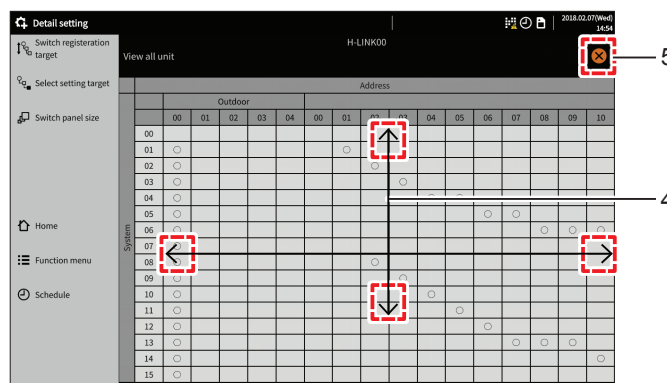 Detail setting
2018.02.07(Wed)
14:54
Switch registeration
target
Select setting target
Switch panel size
Home
Function menu
Schedule
H-LINK00
View all unit
5
Address
Outdoor
00 01 02 03 04 00 01 02 03 04 05 06 07 08 09 10
System
00
01
02
03
04
4
05
06
07
08
09
10
11
12
13
14
15